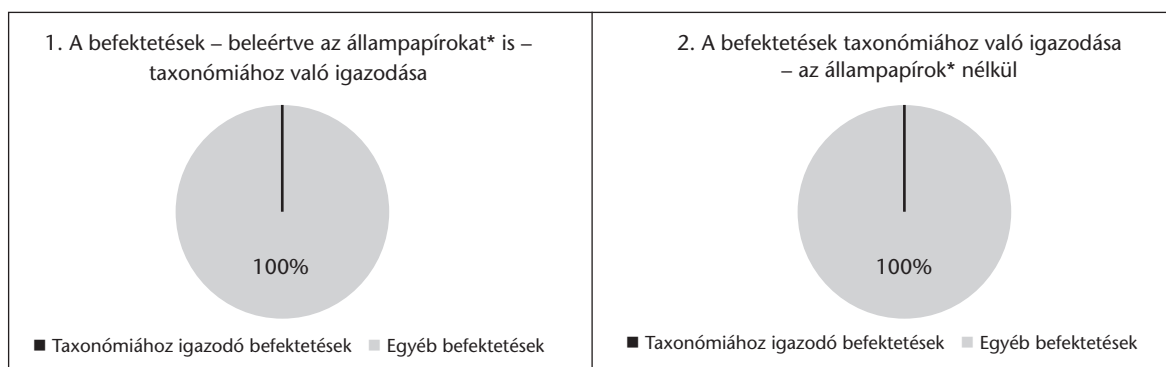 1. A befektetések – beleértve az állampapírokat* is –
taxonómiához való igazodása
100%
■ Taxonómiához igazodó befektetések ■ Egyéb befektetések
2. A befektetések taxonómiához való igazodása
– az állampapírok* nélkül
100%
■ Taxonómiához igazodó befektetések ■ Egyéb befektetések